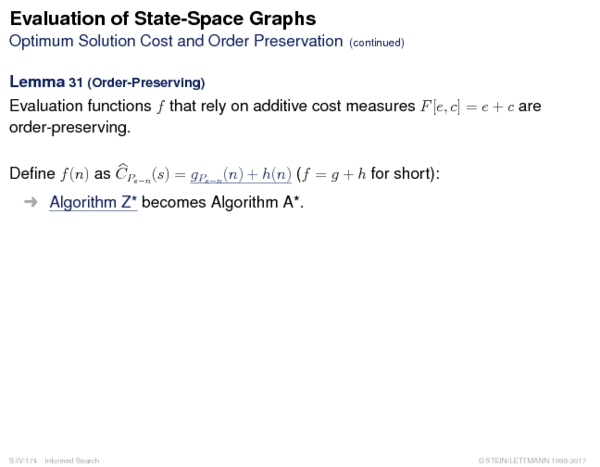 Evaluation of State-Space Graphs
Optimum Solution Cost and Order Preservation (continued)
Lemma 31 (Order-Preserving)
Evaluation functions f that rely on additive cost measures F[e, c] = e + c are
order-preserving.
Define f(n) as Ĉ_{P_{s−n}}(s) = g_{P_{s−n}}(n) + h(n) (f = g + h for short):
➜ Algorithm Z* becomes Algorithm A*.
S:IV-174 Informed Search
© STEIN/LETTMANN 1998-2017